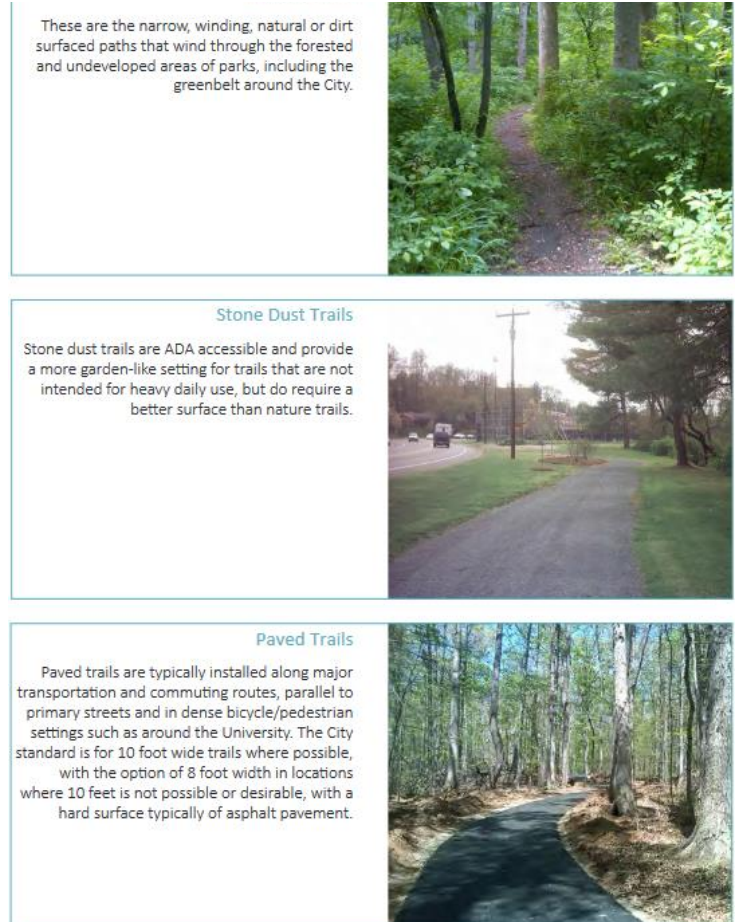 These are the narrow, winding, natural or dirt
surfaced paths that wind through the forested
and undeveloped areas of parks, including the
greenbelt around the City.
Stone Dust Trails
Stone dust trails are ADA accessible and provide
a more garden-like setting for trails that are not
intended for heavy daily use, but do require a
better surface than nature trails.
Paved Trails
Paved trails are typically installed along major
transportation and commuting routes, parallel to
primary streets and in dense bicycle/pedestrian
settings such as around the University. The City
standard is for 10 foot wide trails where possible,
with the option of 8 foot width in locations
where 10 feet is not possible or desirable, with a
hard surface typically of asphalt pavement.